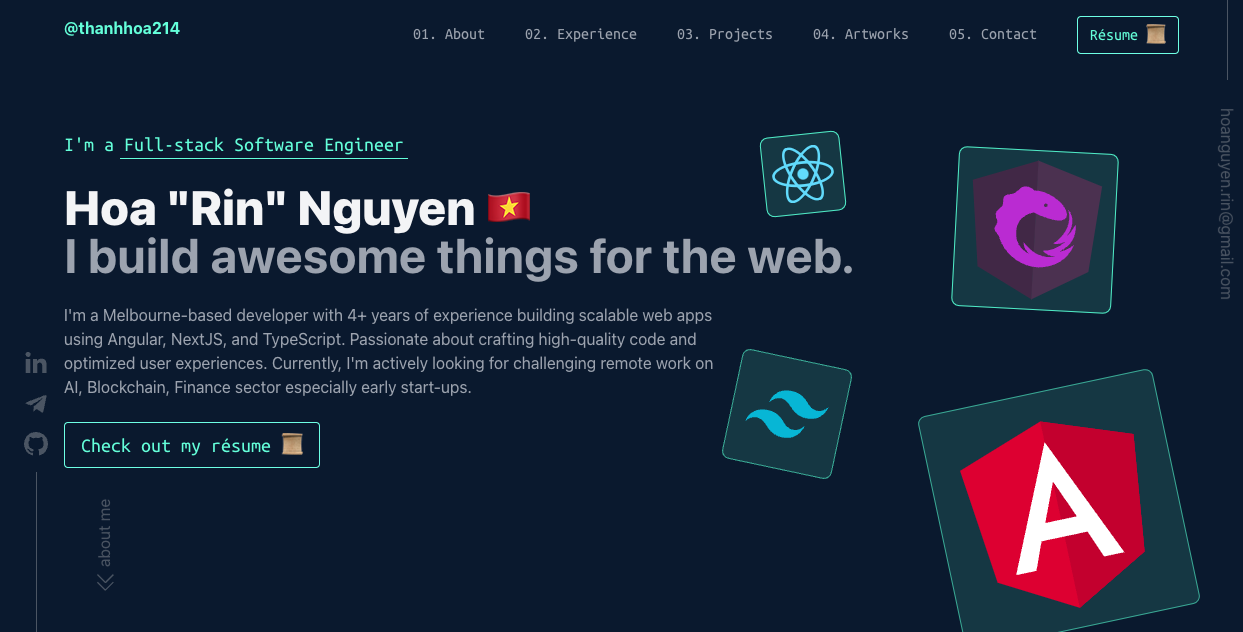 @thanhhoa214
01. About
02. Experience
03. Projects
04. Artworks
05. Contact
Résume
hoanguyen.rin@gmail.com
I'm a Full-stack Software Engineer
Hoa "Rin" Nguyen
I build awesome things for the web.
I'm a Melbourne-based developer with 4+ years of experience building scalable web apps
using Angular, NextJS, and TypeScript. Passionate about crafting high-quality code and
optimized user experiences. Currently, I'm actively looking for challenging remote work on
AI, Blockchain, Finance sector especially early start-ups.
Check out my résume
about me